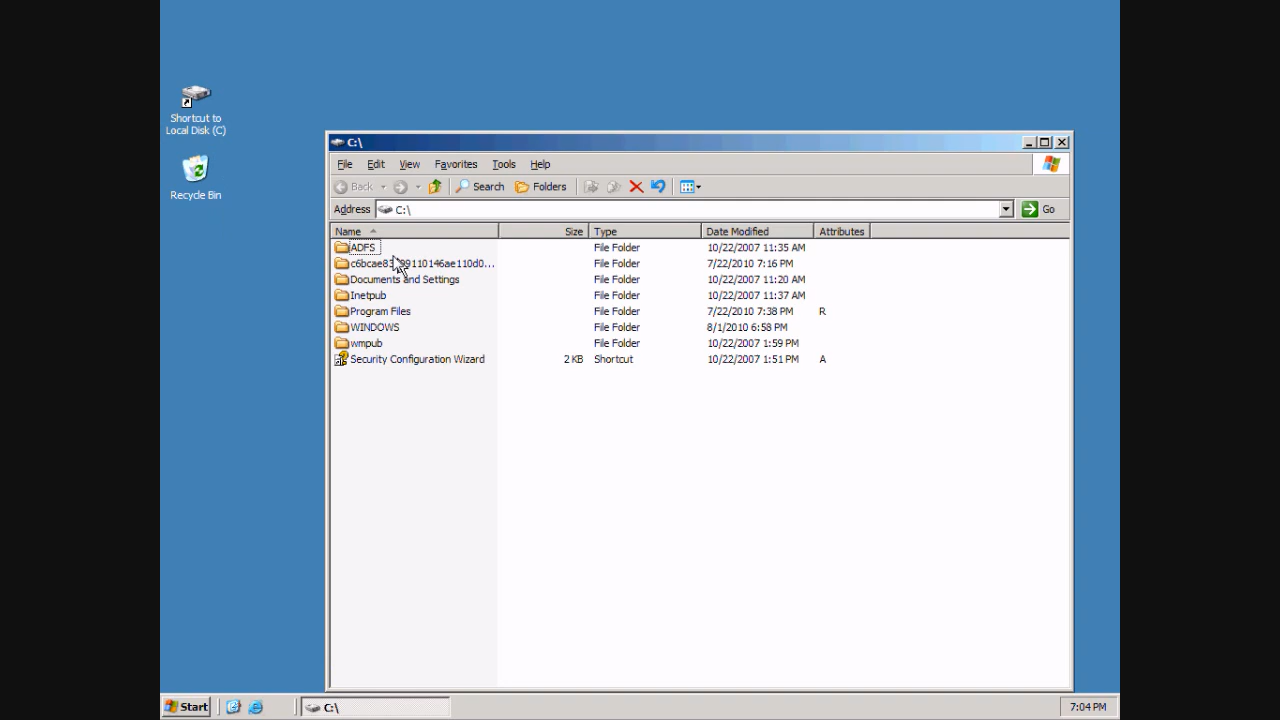 Shortcut to
Local Disk (C)
Recycle Bin
C:\
File Edit View Favorites Tools Help
Back Search Folders
Address C:\ Go
Name Size Type Date Modified Attributes
ADFS File Folder 10/22/2007 11:35 AM
File Folder 7/22/2010 7:16 PM
Documents and Settings File Folder 10/22/2007 11:20 AM
Inetpub File Folder 10/22/2007 11:37 AM
Program Files File Folder 7/22/2010 7:38 PM R
WINDOWS File Folder 8/1/2010 6:58 PM
wmpub File Folder 10/22/2007 1:59 PM
Security Configuration Wizard 2 KB Shortcut 10/22/2007 1:51 PM A
Start C:\ 7:04 PM